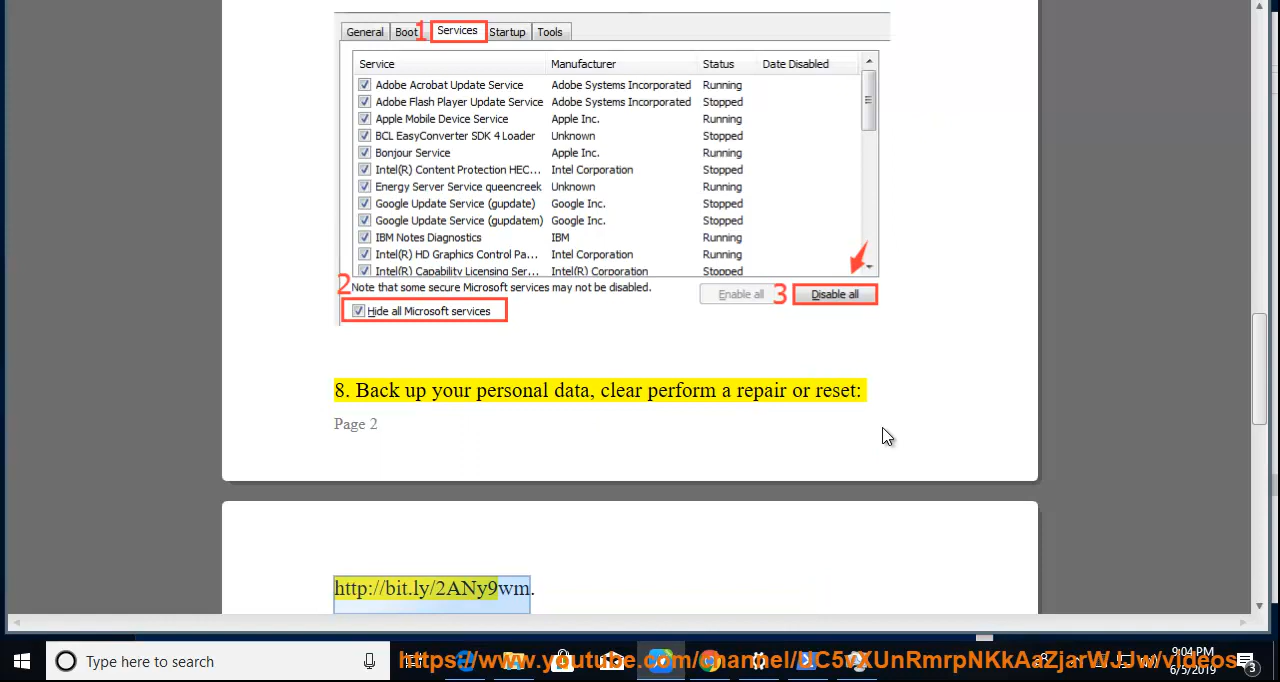 General Boot 1 Services Startup Tools
Service Manufacturer Status Date Disabled
Adobe Acrobat Update Service Adobe Systems Incorporated Running
Adobe Flash Player Update Service Adobe Systems Incorporated Stopped
Apple Mobile Device Service Apple Inc. Running
BCL EasyConverter SDK 4 Loader Unknown Stopped
Bonjour Service Apple Inc. Running
Intel(R) Content Protection HEC... Intel Corporation Stopped
Energy Server Service queencreek Unknown Running
Google Update Service (gupdate) Google Inc. Stopped
Google Update Service (gupdatem) Google Inc. Stopped
IBM Notes Diagnostics IBM Running
Intel(R) HD Graphics Control Pa... Intel Corporation Running
Intel(R) Capability Licensing Ser... Intel(R) Corporation Stopped
2 Note that some secure Microsoft services may not be disabled.
Enable all 3 Disable all
Hide all Microsoft services
8. Back up your personal data, clear perform a repair or reset:
Page 2
http://bit.ly/2ANy9wm.
Type here to search
9:04 PM
6/5/2019
3